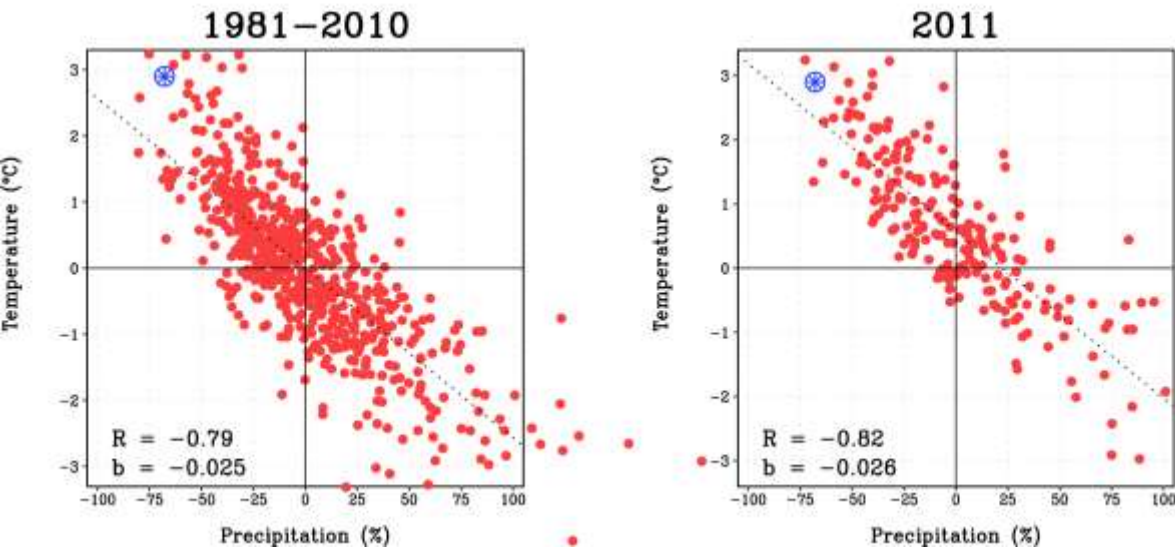 1981−2010
Temperature (°C)
3
2
1
0
−1
−2
−3
R = −0.79
b = −0.025
−100 −75 −50 −25 0 25 50 75 100
Precipitation (%)
2011
Temperature (°C)
3
2
1
0
−1
−2
−3
R = −0.82
b = −0.026
−100 −75 −50 −25 0 25 50 75 100
Precipitation (%)